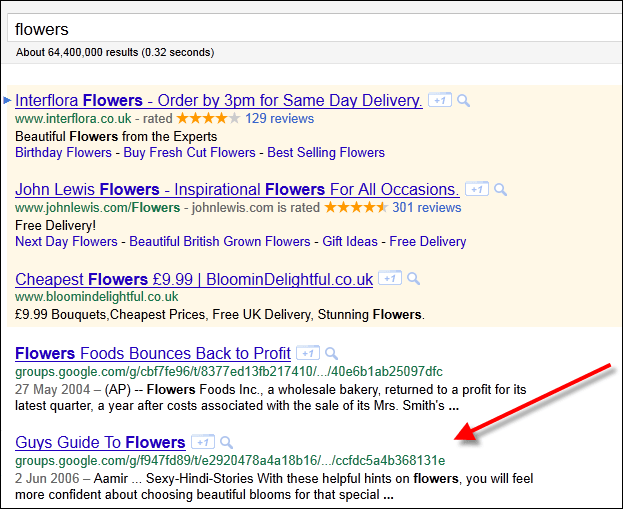 flowers
About 64,400,000 results (0.32 seconds)
Interflora Flowers - Order by 3pm for Same Day Delivery. +1
www.interflora.co.uk - rated ★★★★★ 129 reviews
Beautiful Flowers from the Experts
Birthday Flowers - Buy Fresh Cut Flowers - Best Selling Flowers
John Lewis Flowers - Inspirational Flowers For All Occasions. +1
www.johnlewis.com/Flowers - johnlewis.com is rated ★★★★★ 301 reviews
Free Delivery!
Next Day Flowers - Beautiful British Grown Flowers - Gift Ideas - Free Delivery
Cheapest Flowers £9.99 | BloominDelightful.co.uk +1
www.bloomindelightful.co.uk
£9.99 Bouquets,Cheapest Prices, Free UK Delivery, Stunning Flowers.
Flowers Foods Bounces Back to Profit +1
groups.google.com/g/cbf7fe96/t/8377ed13fb217410/.../40e6b1ab25097dfc
27 May 2004 – (AP) -- Flowers Foods Inc., a wholesale bakery, returned to a profit for its
latest quarter, a year after costs associated with the sale of its Mrs. Smith's ...
Guys Guide To Flowers +1
groups.google.com/g/f947fd89/t/e2920478a4a18b16/.../ccfdc5a4b368131e
2 Jun 2006 – Aamir ... Sexy-Hindi-Stories With these helpful hints on flowers, you will feel
more confident about choosing beautiful blooms for that special ...